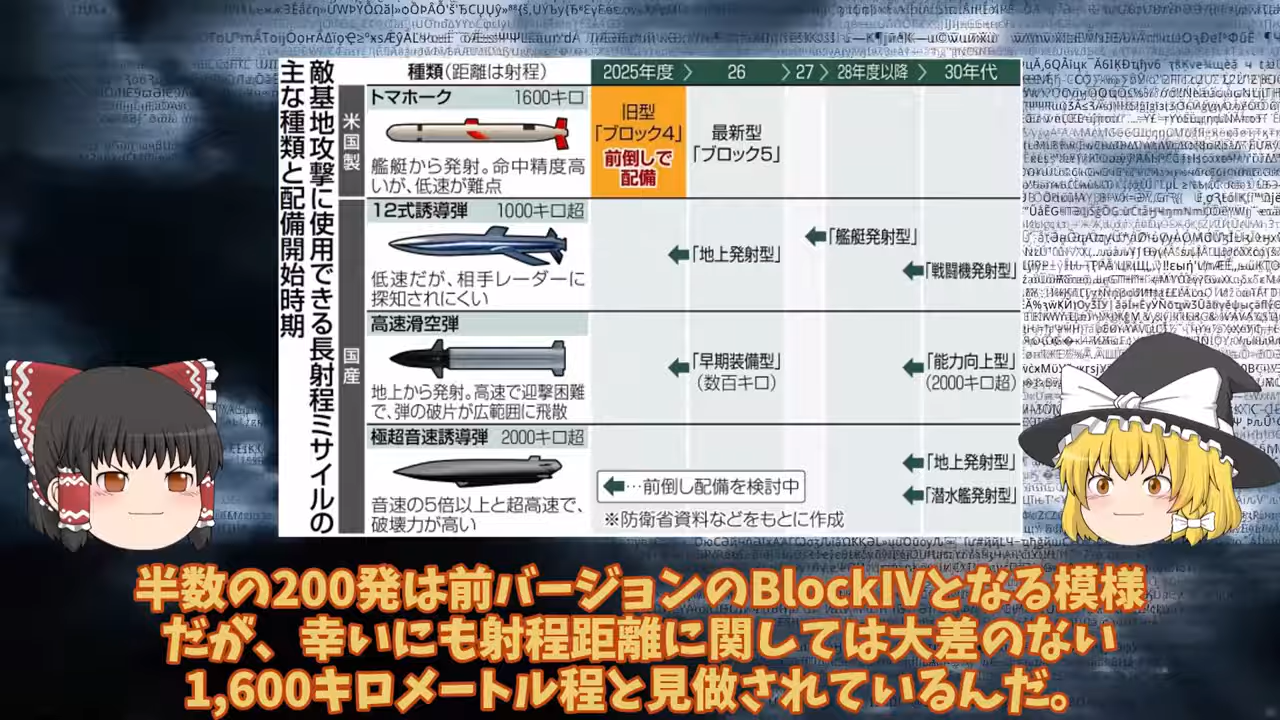 敵基地攻撃に使用できる長射程ミサイルの
主な種類と配備開始時期
種類(距離は射程)
2025年度 > 26 > 27 > 28年度以降 > 30年代
米国製
トマホーク 1600キロ
艦艇から発射。命中精度高
いが、低速が難点
旧型
「ブロック4」
前倒しで
配備
最新型
「ブロック5」
国産
12式誘導弾 1000キロ超
低速だが、相手レーダーに
探知されにくい
←「地上発射型」
←「艦艇発射型」
←「戦闘機発射型」
高速滑空弾
地上から発射。高速で迎撃困難
で、弾の破片が広範囲に飛散
←「早期装備型」
(数百キロ)
←「能力向上型」
(2000キロ超)
極超音速誘導弾 2000キロ超
音速の5倍以上と超高速で、
破壊力が高い
←「地上発射型」
←「潜水艦発射型」
←…前倒し配備を検討中
※防衛省資料などをもとに作成
半数の200発は前バージョンのBlockIVとなる模様
だが、幸いにも射程距離に関しては大差のない
1,600キロメートル程と見做されているんだ。